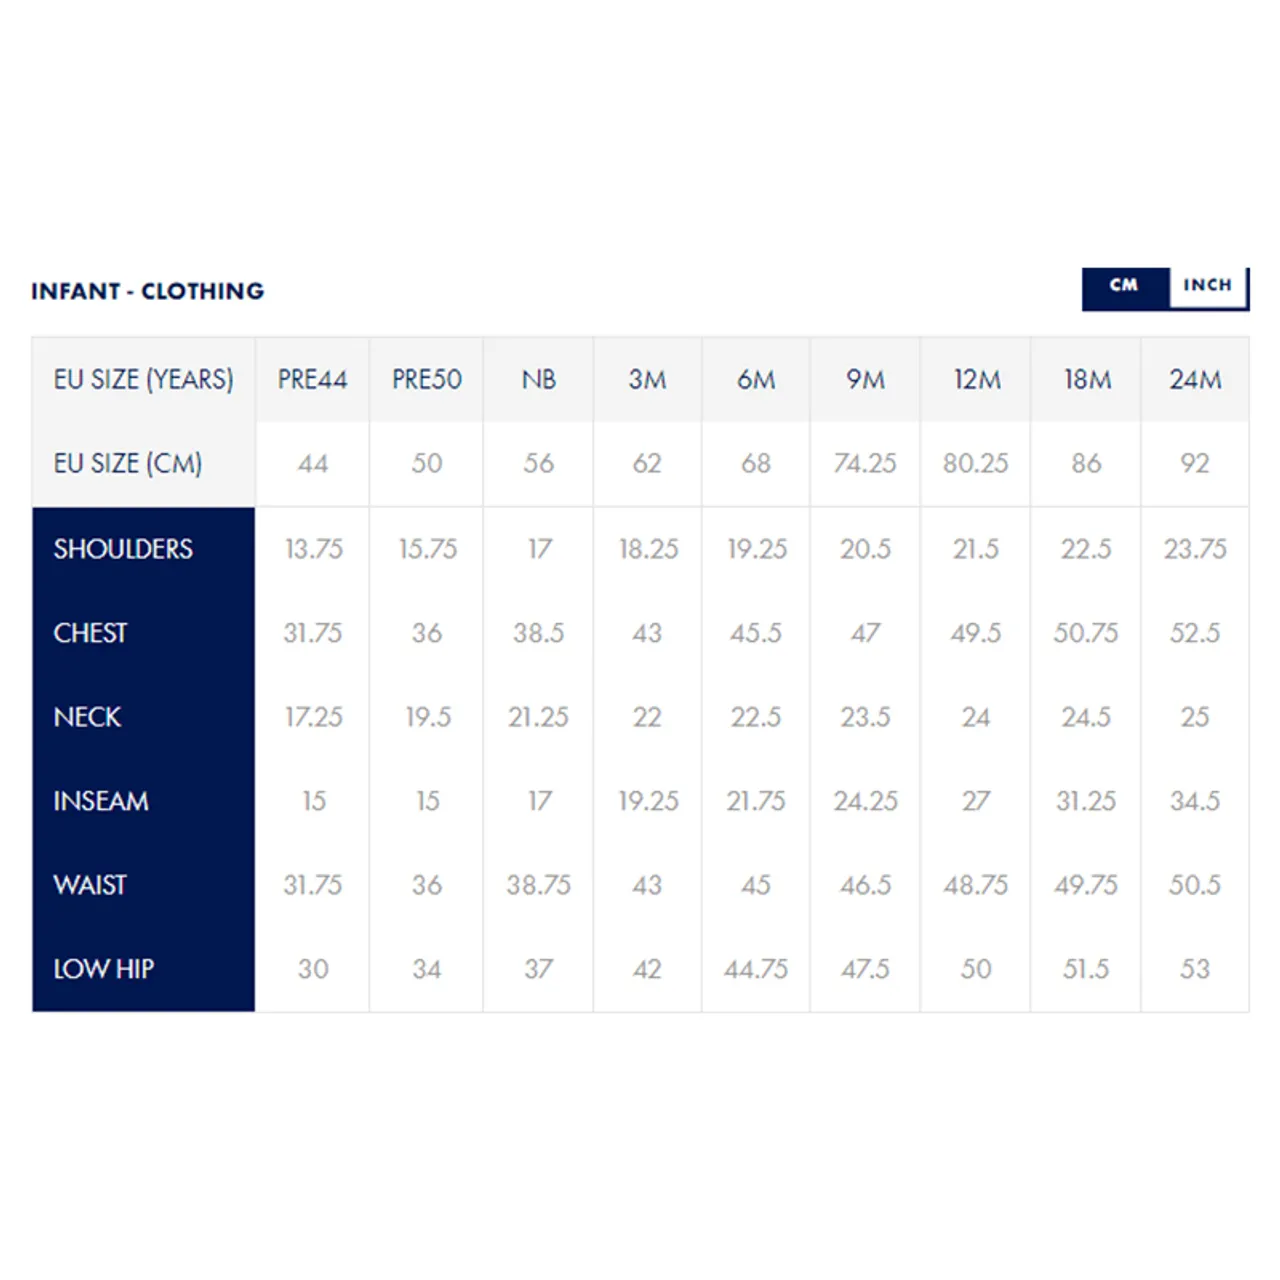 INFANT - CLOTHING
CM INCH
EU SIZE (YEARS) PRE44 PRE50 NB 3M 6M 9M 12M 18M 24M
EU SIZE (CM) 44 50 56 62 68 74.25 80.25 86 92
SHOULDERS 13.75 15.75 17 18.25 19.25 20.5 21.5 22.5 23.75
CHEST 31.75 36 38.5 43 45.5 47 49.5 50.75 52.5
NECK 17.25 19.5 21.25 22 22.5 23.5 24 24.5 25
INSEAM 15 15 17 19.25 21.75 24.25 27 31.25 34.5
WAIST 31.75 36 38.75 43 45 46.5 48.75 49.75 50.5
LOW HIP 30 34 37 42 44.75 47.5 50 51.5 53